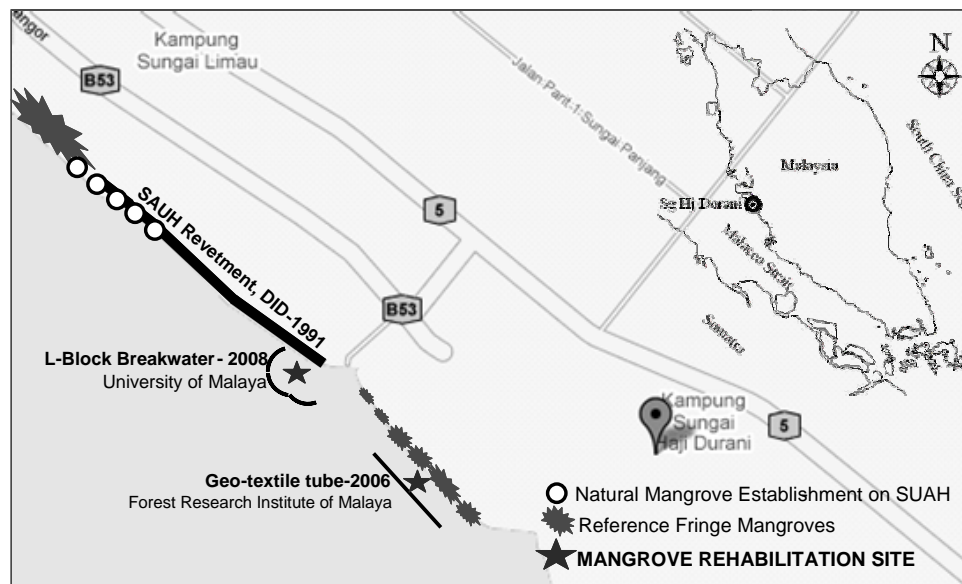 angor
Kampung
Sungai Limau
B53
Jalan Parit 1 Sungai Panjang
N
South China Sea
Malaysia
Sg Hj Durani
Malacca Strait
5
SAUH Revetment, DID-1991
B53
L-Block Breakwater - 2008
University of Malaya
Kampung
Sungai
Haji Durani
5
Geo-textile tube-2006
Forest Research Institute of Malaya
Natural Mangrove Establishment on SUAH
Reference Fringe Mangroves
MANGROVE REHABILITATION SITE